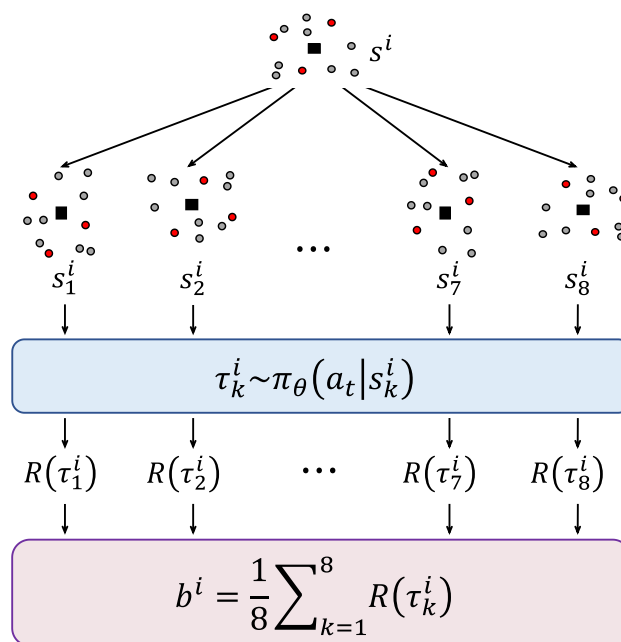 s^i
s_1^i s_2^i ... s_7^i s_8^i
τ_k^i~π_θ(a_t|s_k^i)
R(τ_1^i) R(τ_2^i) ... R(τ_7^i) R(τ_8^i)
b^i = 1/8 ∑_{k=1}^8 R(τ_k^i)